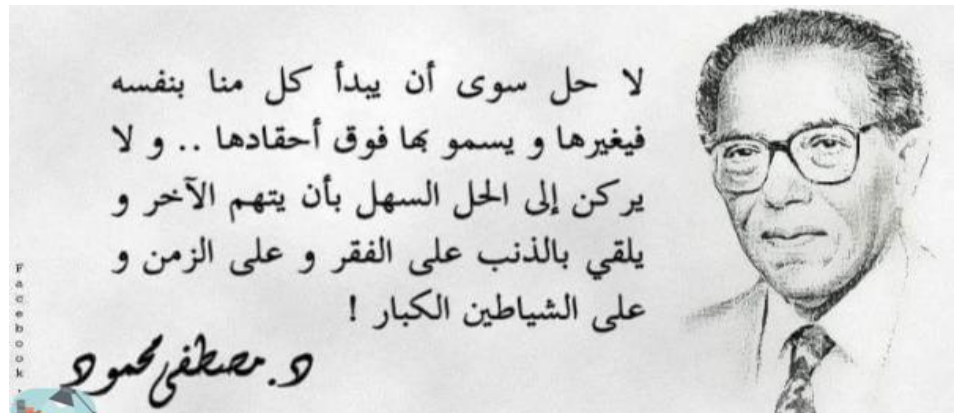 لا حل سوى أن يبدأ كل منا بنفسه
فيغيرها و يسمو بها فوق أحقادها .. و لا
يركن إلى الحل السهل بأن يتهم الآخر و
يلقي بالذنب على الفقر و على الزمن و
على الشياطين الكبار !
د. مصطفى محمود
Facebook.